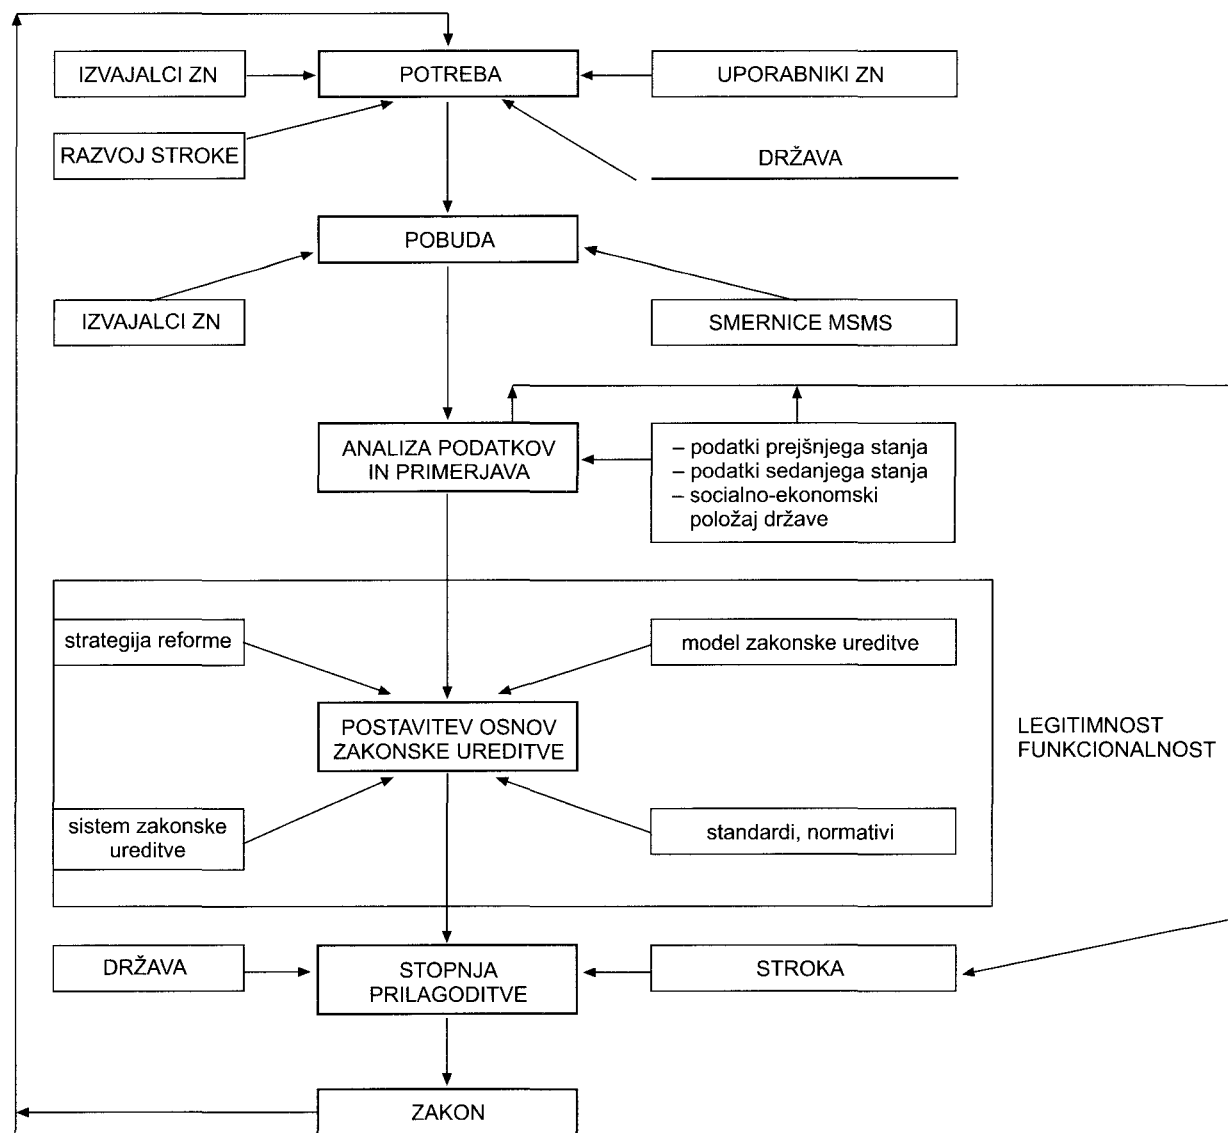 IZVAJALCI ZN
POTREBA
UPORABNIKI ZN
RAZVOJ STROKE
DRŽAVA
POBUDA
IZVAJALCI ZN
SMERNICE MSMS
ANALIZA PODATKOV
IN PRIMERJAVA
– podatki prejšnjega stanja
– podatki sedanjega stanja
– socialno-ekonomski
položaj države
strategija reforme
model zakonske ureditve
POSTAVITEV OSNOV
ZAKONSKE UREDITVE
LEGITIMNOST
FUNKCIONALNOST
sistem zakonske
ureditve
standardi, normativi
DRŽAVA
STOPNJA
PRILAGODITVE
STROKA
ZAKON